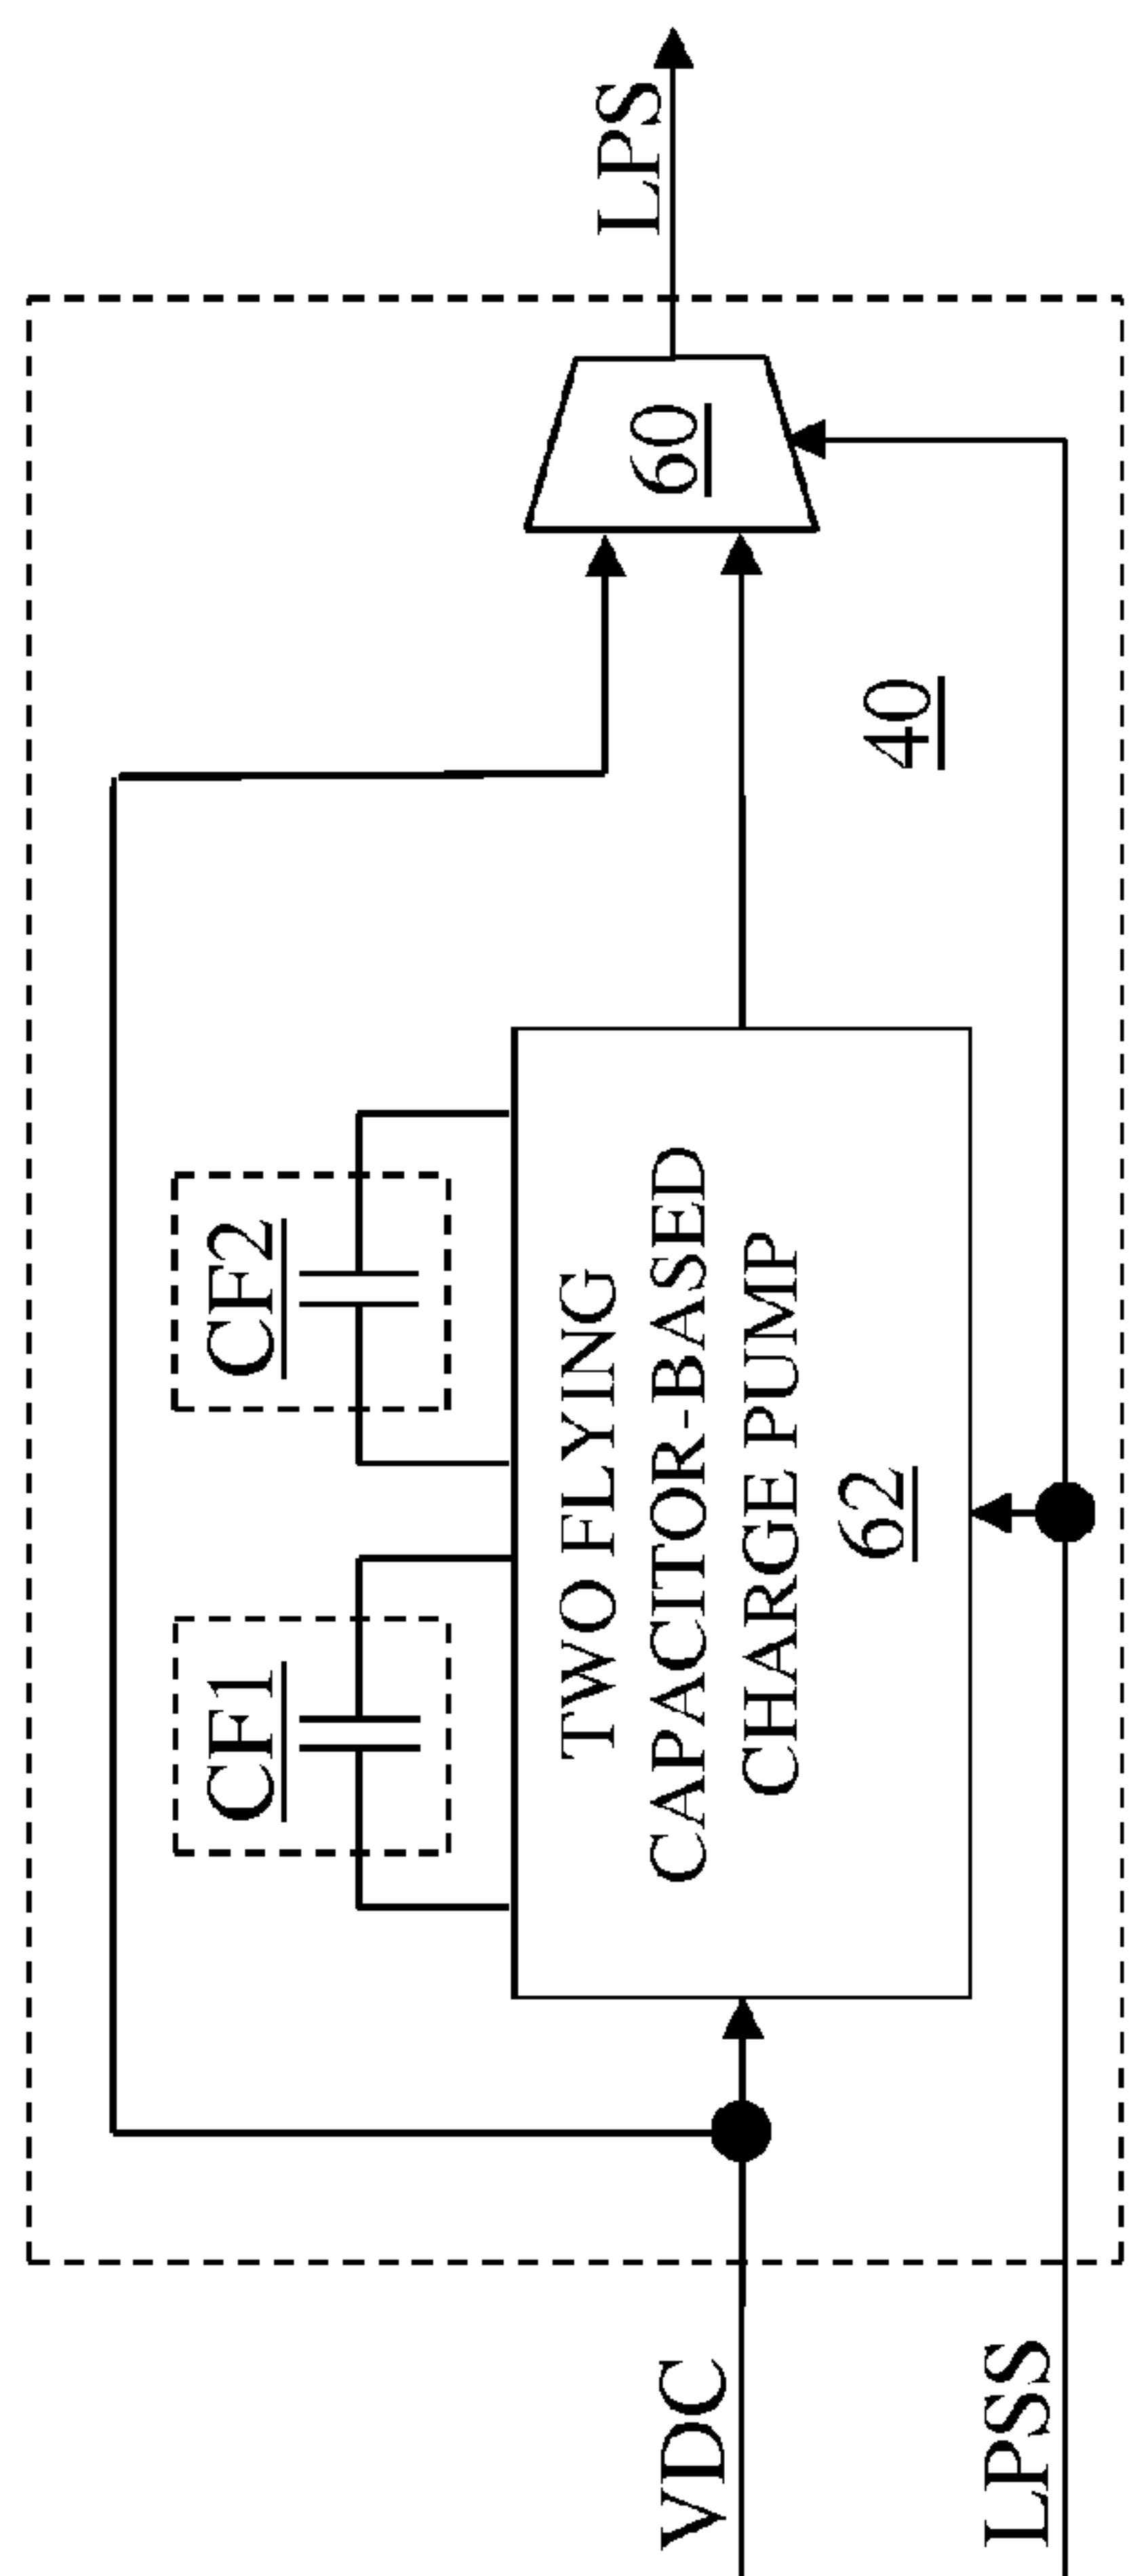 CF1
CF2
TWO FLYING
CAPACITOR-BASED
CHARGE PUMP
62
60
LPS
40
VDC
LPSS